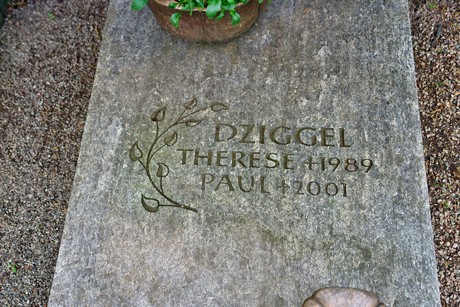 DZIGGEL
THERESE +1989
PAUL +2001